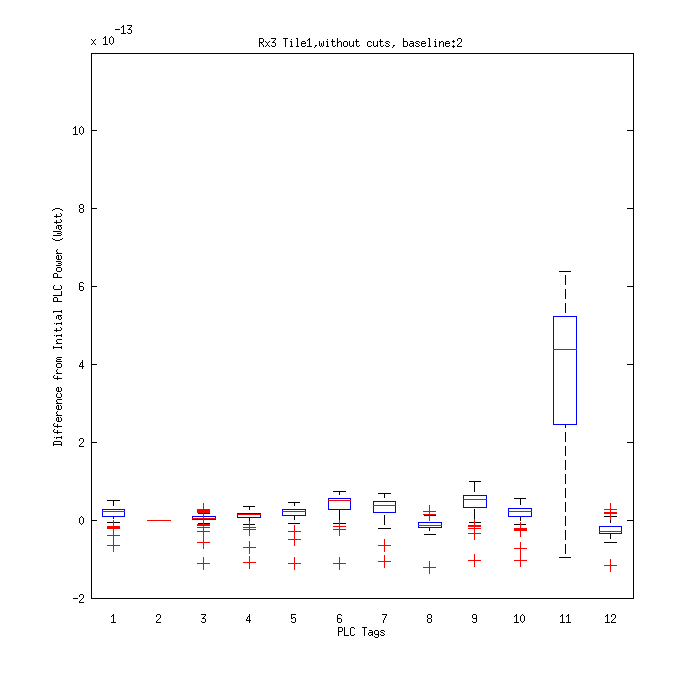 Rx3 Tile1,without cuts, baseline:2
x 10^-13
10
8
6
4
2
0
-2
Difference from Initial PLC Power (Watt)
1 2 3 4 5 6 7 8 9 10 11 12
PLC Tags